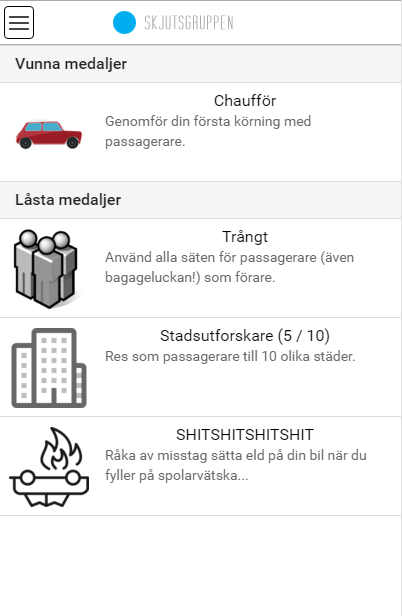 SKJUTSGRUPPEN
Vunna medaljer
Chaufför
Genomför din första körning med
passagerare.
Låsta medaljer
Trångt
Använd alla säten för passagerare (även
bagageluckan!) som förare.
Stadsutforskare (5 / 10)
Res som passagerare till 10 olika städer.
SHITSHITSHITSHIT
Råka av misstag sätta eld på din bil när du
fyller på spolarvätska...